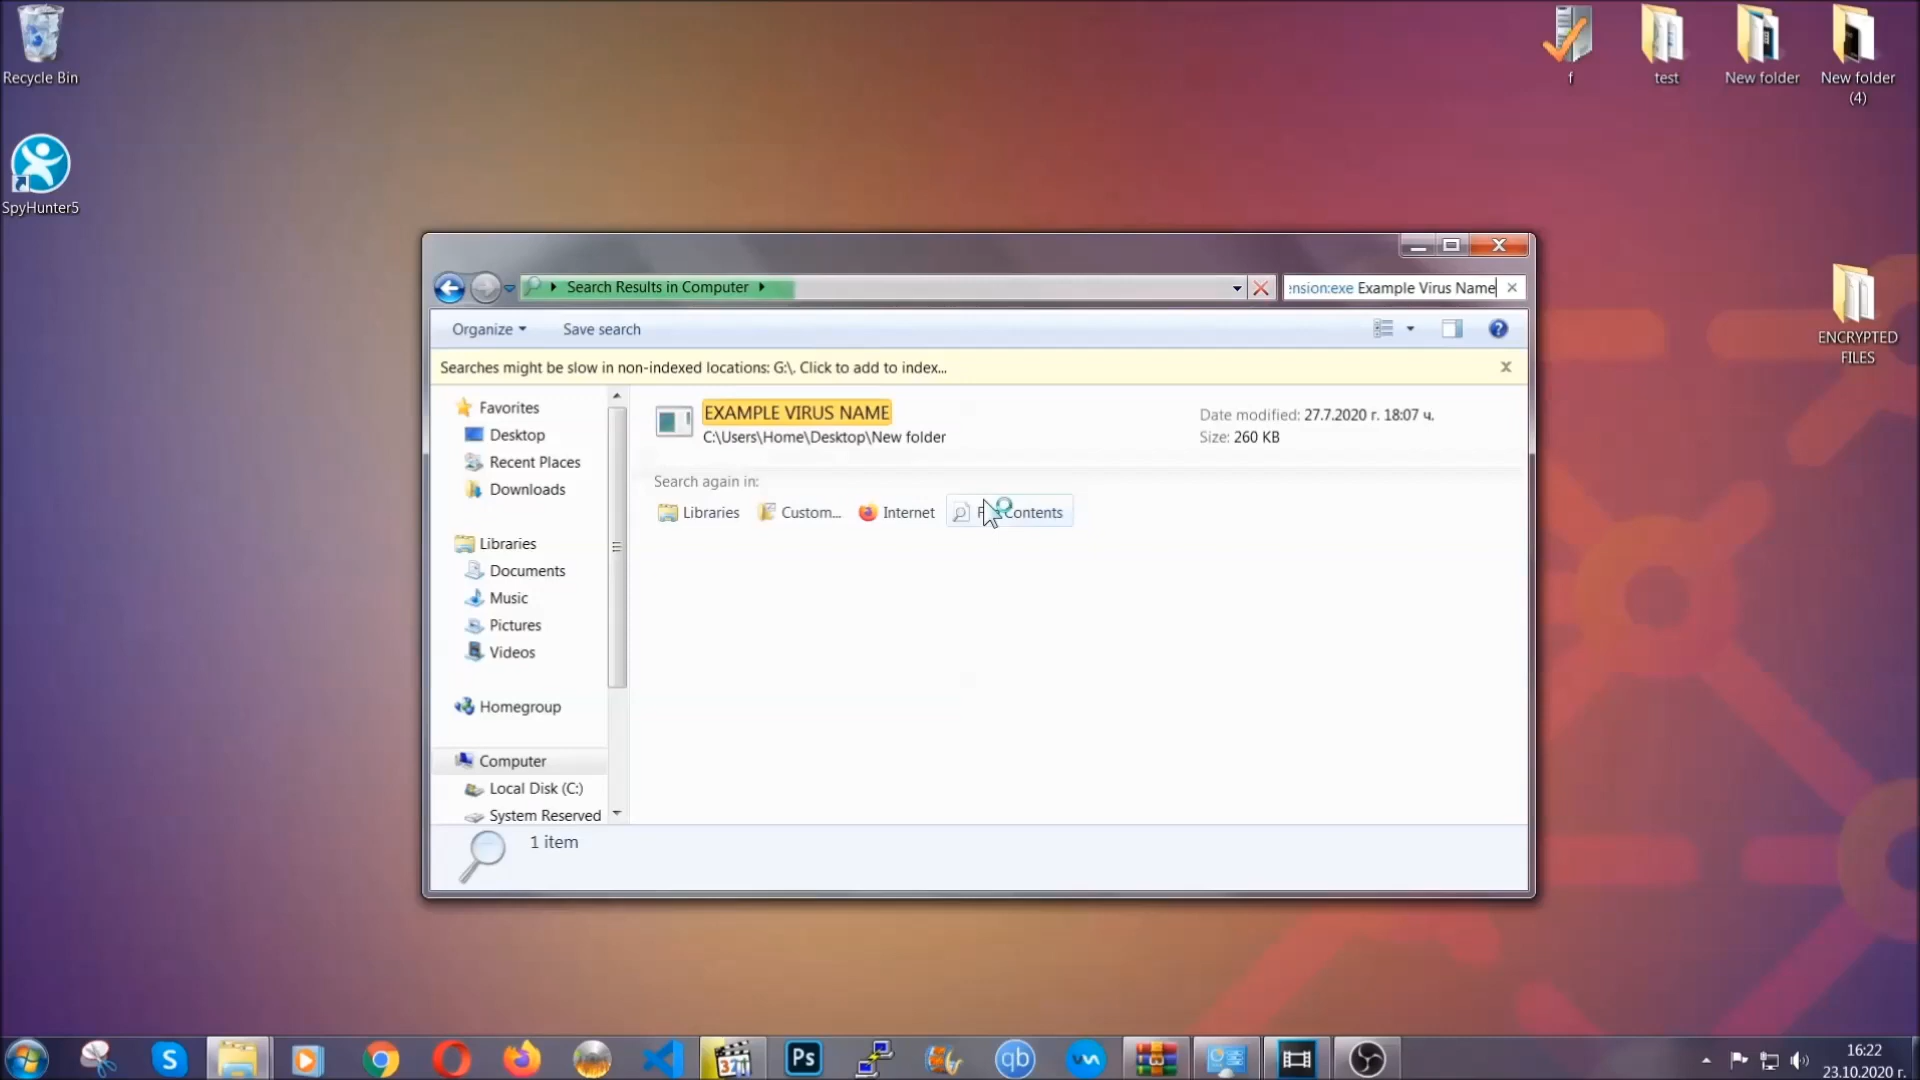 Recycle Bin
SpyHunter5
f
test
New folder
New folder
(4)
ENCRYPTED
FILES
Search Results in Computer
ension:exe Example Virus Name
Organize
Save search
Searches might be slow in non-indexed locations: G:\. Click to add to index...
Favorites
Desktop
Recent Places
Downloads
Libraries
Documents
Music
Pictures
Videos
Homegroup
Computer
Local Disk (C:)
System Reserved
EXAMPLE VIRUS NAME
C:\Users\Home\Desktop\New folder
Date modified: 27.7.2020 г. 18:07 ч.
Size: 260 KB
Search again in:
Libraries
Custom...
Internet
Contents
1 item
S
321
Ps
qb
16:22
23.10.2020 г.